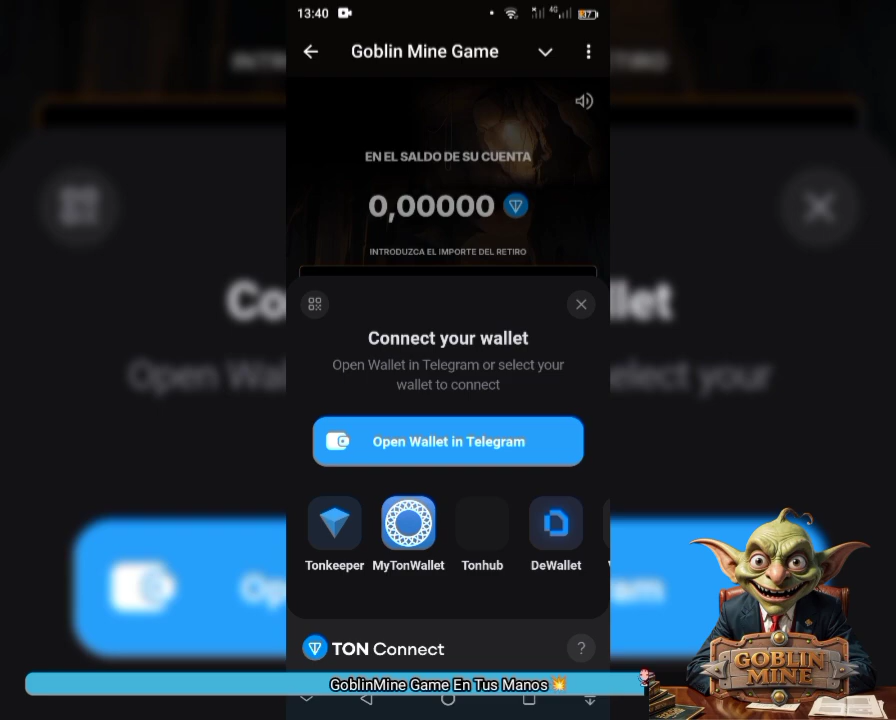 13:40
4G
37
Goblin Mine Game
EN EL SALDO DE SU CUENTA
0,00000
INTRODUZCA EL IMPORTE DEL RETIRO
Connect your wallet
Open Wallet in Telegram or select your
wallet to connect
Open Wallet in Telegram
Tonkeeper MyTonWallet Tonhub DeWallet
TON Connect
?
GoblinMine Game En Tus Manos 💥
GOBLIN
MINE